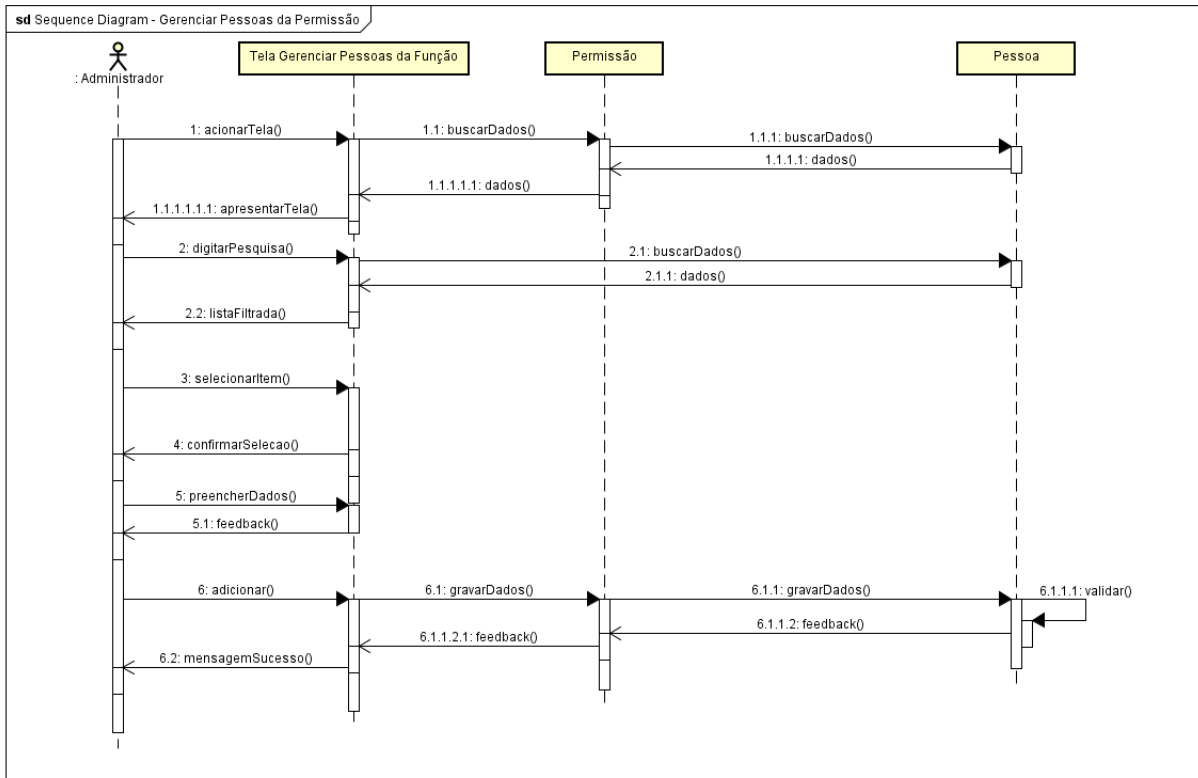 sd Sequence Diagram - Gerenciar Pessoas da Permissão
: Administrador
Tela Gerenciar Pessoas da Função
Permissão
Pessoa
1: acionarTela()
1.1: buscarDados()
1.1.1: buscarDados()
1.1.1.1: dados()
1.1.1.1.1: dados()
1.1.1.1.1.1: apresentarTela()
2: digitarPesquisa()
2.1: buscarDados()
2.1.1: dados()
2.2: listaFiltrada()
3: selecionarItem()
4: confirmarSelecao()
5: preencherDados()
5.1: feedback()
6: adicionar()
6.1: gravarDados()
6.1.1: gravarDados()
6.1.1.1: validar()
6.1.1.2: feedback()
6.1.1.2.1: feedback()
6.2: mensagemSucesso()